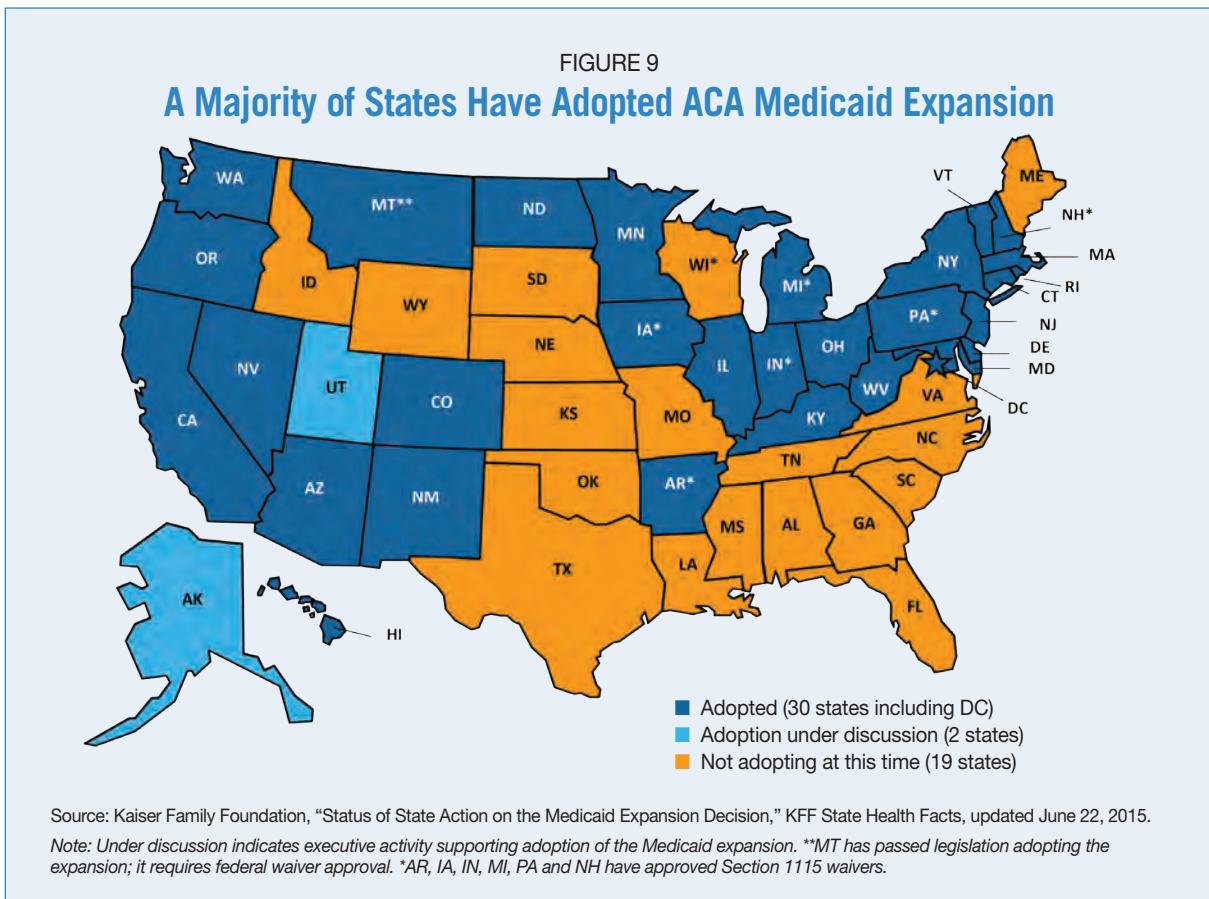 FIGURE 9
A Majority of States Have Adopted ACA Medicaid Expansion
WA
MT**
ND
MN
VT
ME
NH*
OR
ID
WY
SD
WI*
MI*
NY
MA
RI
CT
NV
UT
CO
NE
IA*
IL
IN*
OH
PA*
NJ
DE
MD
DC
CA
KS
MO
KY
WV
VA
AZ
NM
OK
AR*
TN
NC
SC
TX
LA
MS
AL
GA
FL
AK
HI
Adopted (30 states including DC)
Adoption under discussion (2 states)
Not adopting at this time (19 states)
Source: Kaiser Family Foundation, “Status of State Action on the Medicaid Expansion Decision,” KFF State Health Facts, updated June 22, 2015.
Note: Under discussion indicates executive activity supporting adoption of the Medicaid expansion. **MT has passed legislation adopting the
expansion; it requires federal waiver approval. *AR, IA, IN, MI, PA and NH have approved Section 1115 waivers.